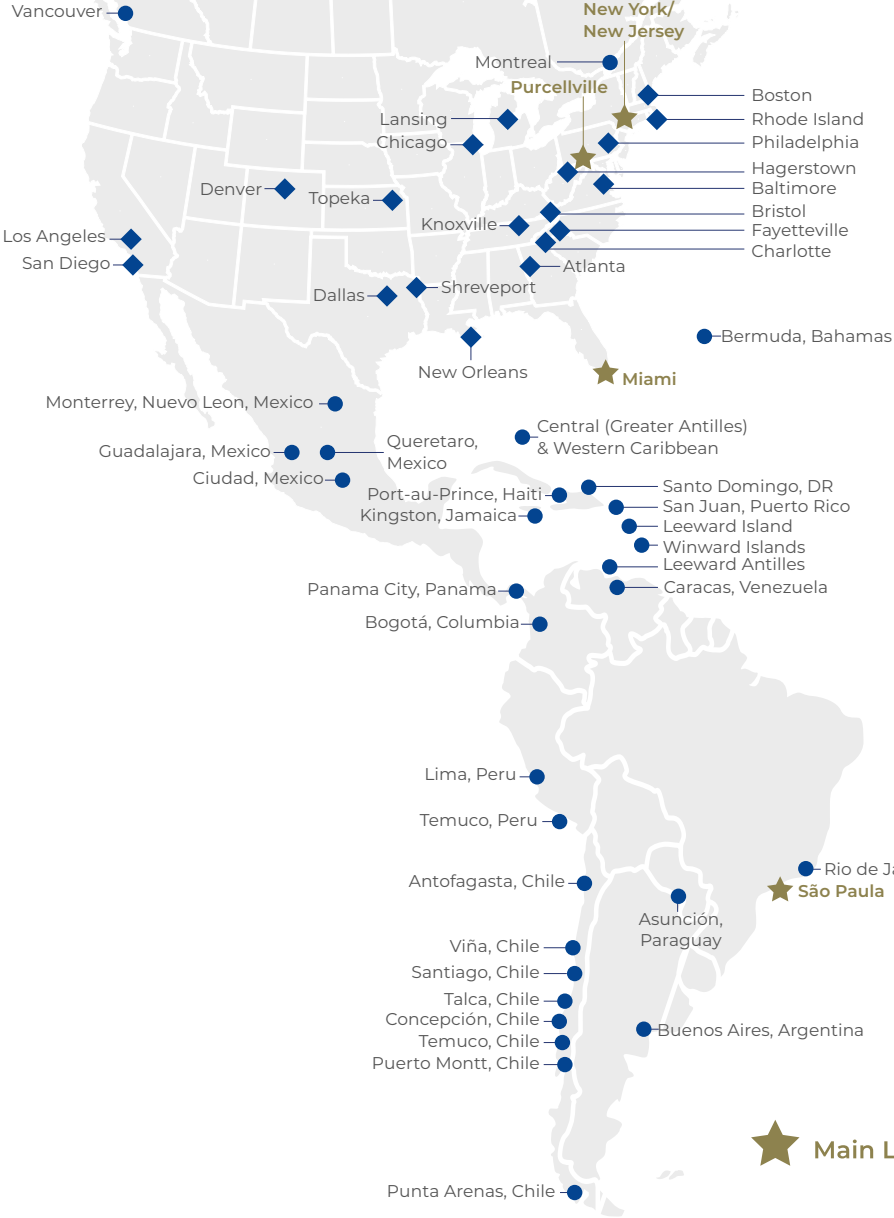 Vancouver
New York/
New Jersey
Montreal
Purcellville
Boston
Lansing
Rhode Island
Chicago
Philadelphia
Hagerstown
Denver
Baltimore
Topeka
Bristol
Knoxville
Fayetteville
Los Angeles
Charlotte
San Diego
Atlanta
Shreveport
Dallas
Bermuda, Bahamas
New Orleans
Miami
Monterrey, Nuevo Leon, Mexico
Central (Greater Antilles)
& Western Caribbean
Guadalajara, Mexico
Queretaro,
Mexico
Ciudad, Mexico
Santo Domingo, DR
Port-au-Prince, Haiti
San Juan, Puerto Rico
Kingston, Jamaica
Leeward Island
Winward Islands
Leeward Antilles
Panama City, Panama
Caracas, Venezuela
Bogotá, Columbia
Lima, Peru
Temuco, Peru
Rio de
Antofagasta, Chile
São Paula
Asunción,
Paraguay
Viña, Chile
Santiago, Chile
Talca, Chile
Concepción, Chile
Buenos Aires, Argentina
Temuco, Chile
Puerto Montt, Chile
Main
Punta Arenas, Chile